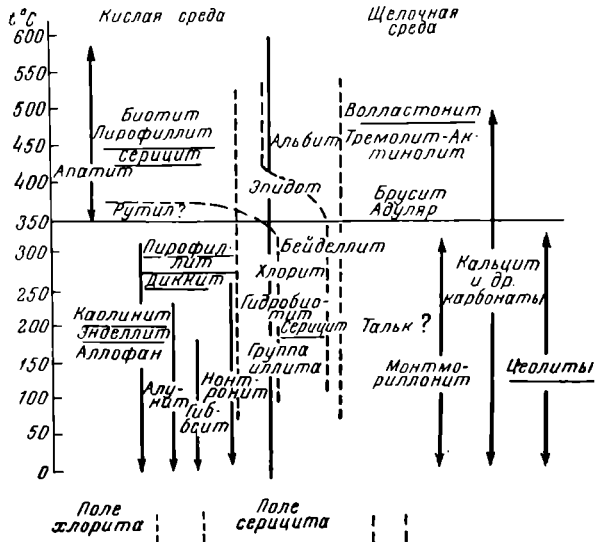 t°C
Кислая среда
Щелочная
среда
600
550
500
450
400
350
300
250
200
150
100
50
0
Биотит
Пирофиллит
Серицит
Апатит
Рутил?
Альбит
Эпидот
Волластонит
Тремолит-Ак-
тинолит
Брусит
Адуляр
Пирофил-
лит
Диккит
Каолинит
Энделлит
Аллофан
Алу-
нит
Гиб-
бсит
Нонт-
ронит
Бейделлит
Хлорит
Гидробио-
тит
Серицит
Группа
иллита
Тальк ?
Кальцит
и др.
карбонаты
Монтмо-
риллонит
Цеолиты
Поле
хлорита
Поле
серицита